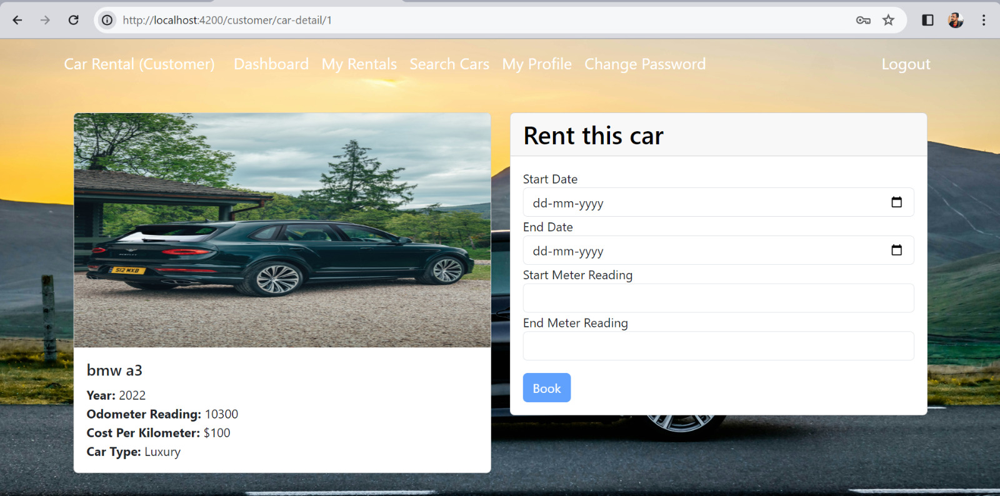 http://localhost:4200/customer/car-detail/1
Car Rental (Customer) Dashboard My Rentals Search Cars My Profile Change Password Logout
BENTLEY
S12 MXB
bmw a3
Year: 2022
Odometer Reading: 10300
Cost Per Kilometer: $100
Car Type: Luxury
Rent this car
Start Date
dd-mm-yyyy
End Date
dd-mm-yyyy
Start Meter Reading
End Meter Reading
Book